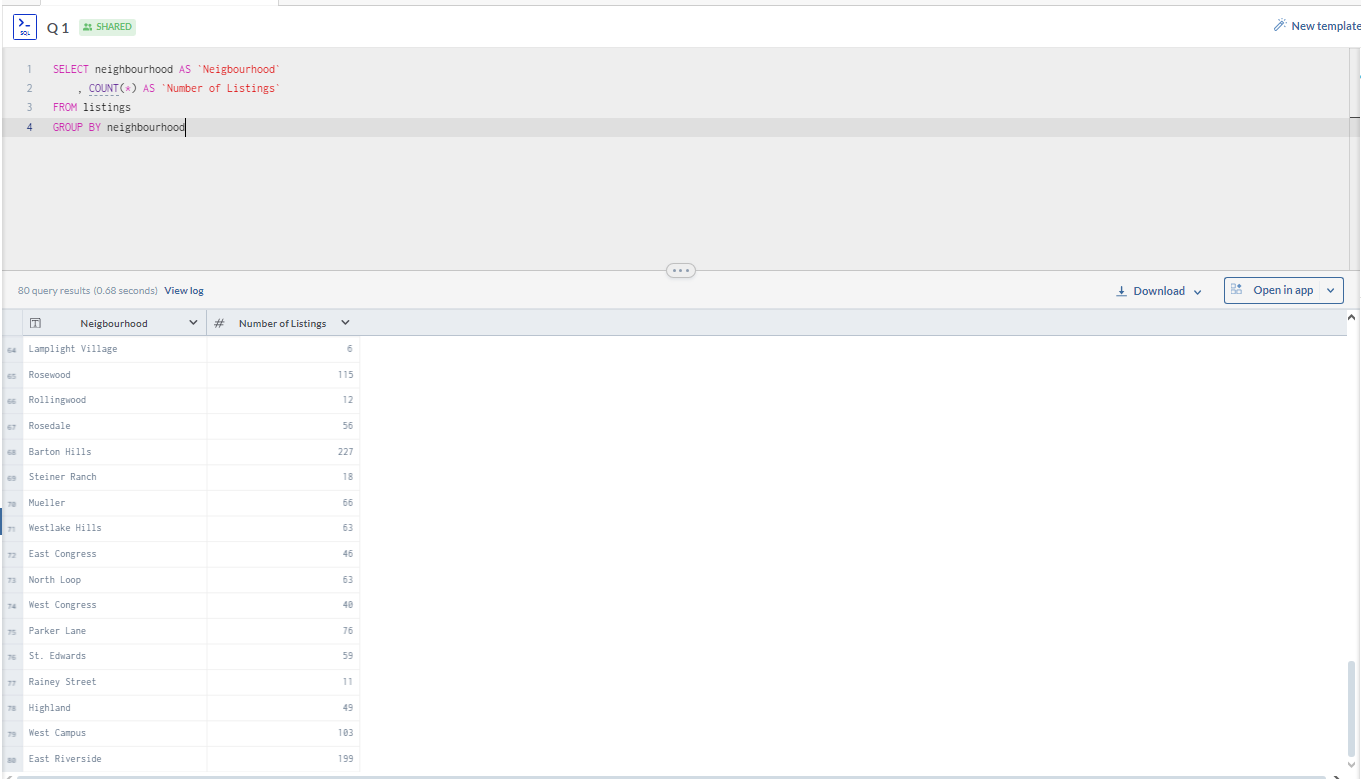 >_ SQL Q 1 SHARED New template
1 SELECT neighbourhood AS `Neigbourhood`
2 , COUNT(*) AS `Number of Listings`
3 FROM listings
4 GROUP BY neighbourhood
80 query results (0.68 seconds) View log Download Open in app
Neigbourhood # Number of Listings
64 Lamplight Village 6
65 Rosewood 115
66 Rollingwood 12
67 Rosedale 56
68 Barton Hills 227
69 Steiner Ranch 18
70 Mueller 66
71 Westlake Hills 63
72 East Congress 46
73 North Loop 63
74 West Congress 40
75 Parker Lane 76
76 St. Edwards 59
77 Rainey Street 11
78 Highland 49
79 West Campus 103
80 East Riverside 199